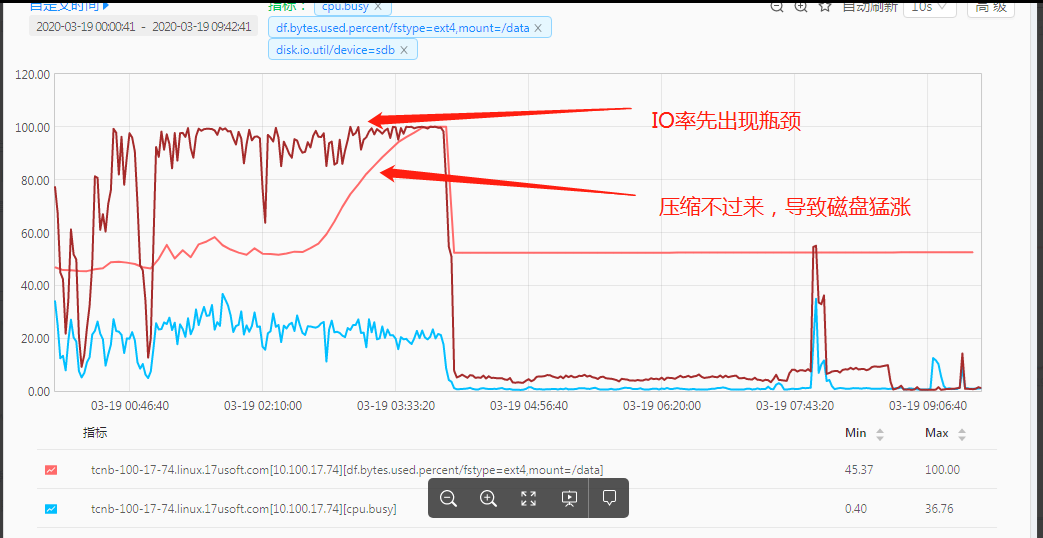 自定义时间
指标：
cpu.busy ×
自动刷新
10s
高 级
2020-03-19 00:00:41 - 2020-03-19 09:42:41
df.bytes.used.percent/fstype=ext4,mount=/data ×
disk.io.util/device=sdb ×
120.00
100.00
80.00
60.00
40.00
20.00
0.00
IO率先出现瓶颈
压缩不过来，导致磁盘猛涨
03-19 00:46:40
03-19 02:10:00
03-19 03:33:20
03-19 04:56:40
03-19 06:20:00
03-19 07:43:20
03-19 09:06:40
指标
Min
Max
tcnb-100-17-74.linux.17usoft.com[10.100.17.74][df.bytes.used.percent/fstype=ext4,mount=/data]
45.37
100.00
tcnb-100-17-74.linux.17usoft.com[10.100.17.74][cpu.busy]
0.40
36.76